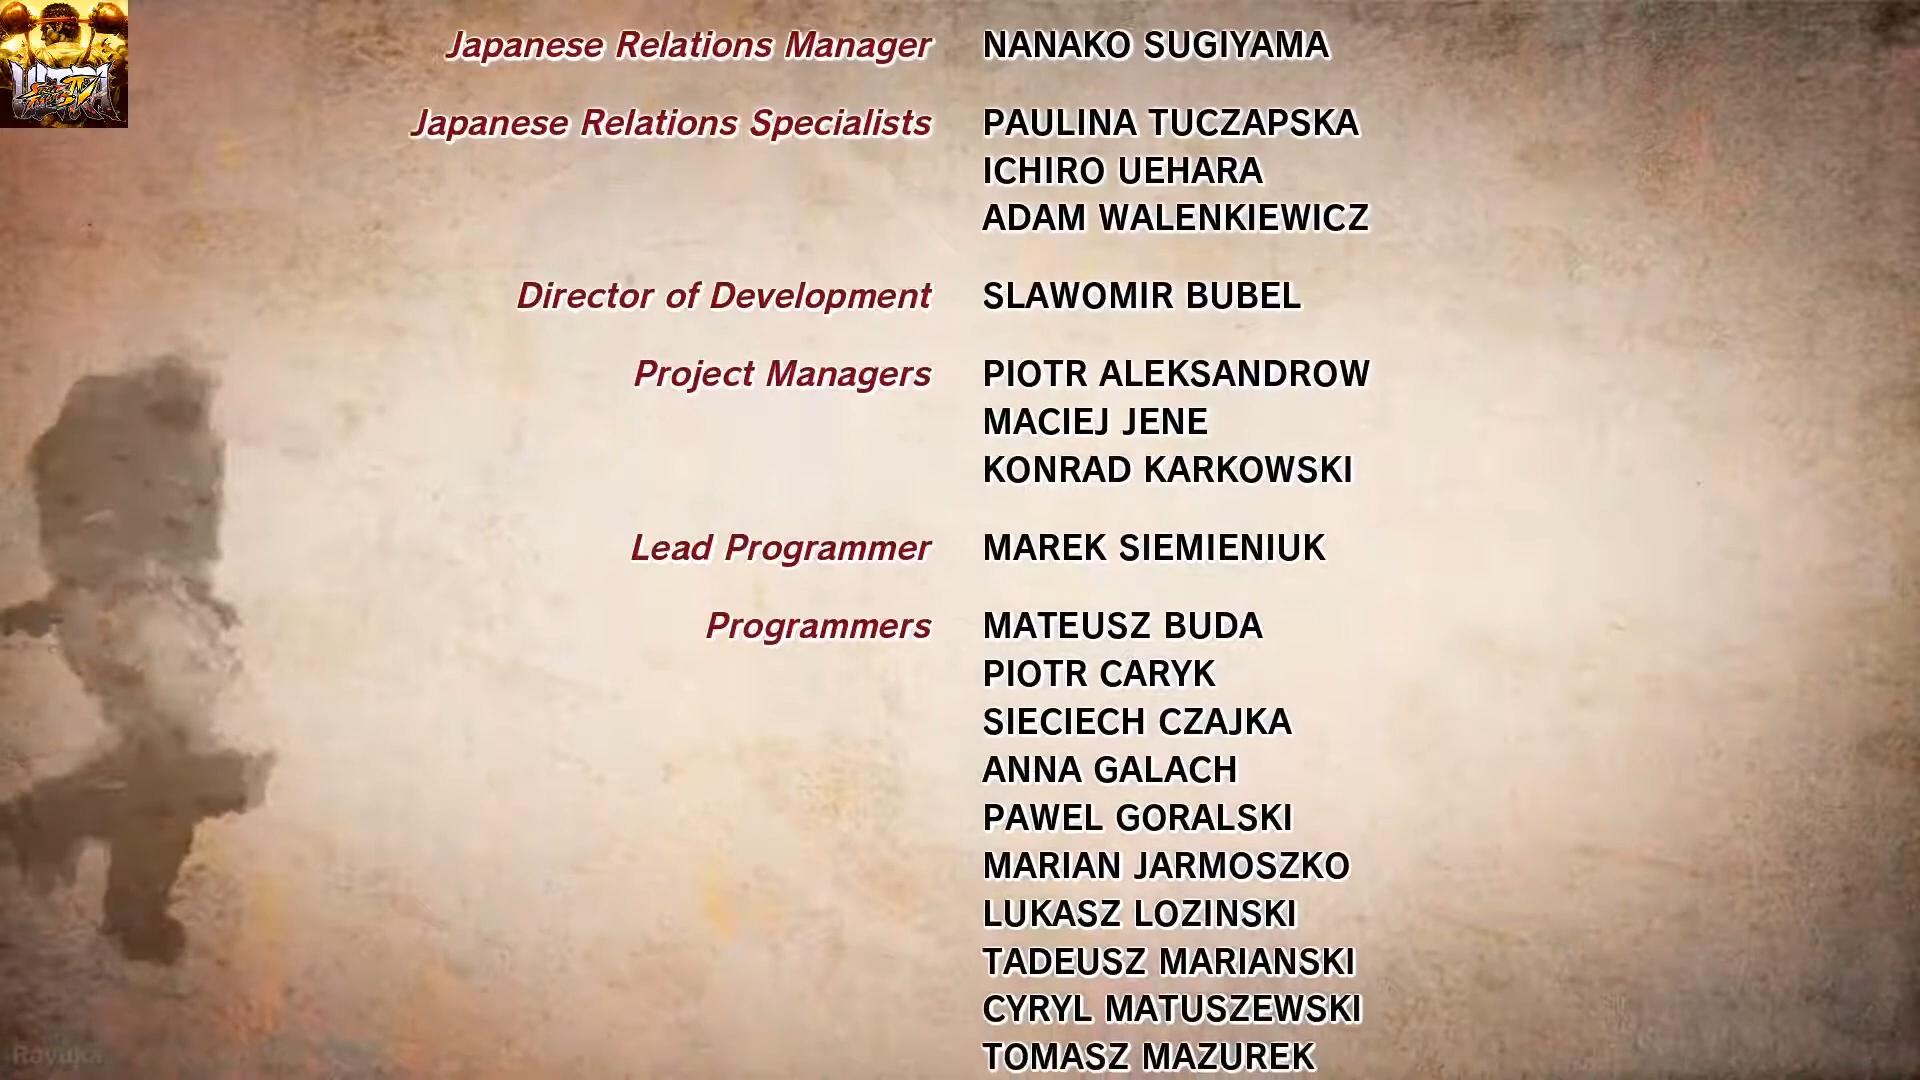 Japanese Relations Manager NANAKO SUGIYAMA
Japanese Relations Specialists PAULINA TUCZAPSKA
ICHIRO UEHARA
ADAM WALENKIEWICZ
Director of Development SLAWOMIR BUBEL
Project Managers PIOTR ALEKSANDROW
MACIEJ JENE
KONRAD KARKOWSKI
Lead Programmer MAREK SIEMIENIUK
Programmers MATEUSZ BUDA
PIOTR CARYK
SIECIECH CZAJKA
ANNA GALACH
PAWEL GORALSKI
MARIAN JARMOSZKO
LUKASZ LOZINSKI
TADEUSZ MARIANSKI
CYRYL MATUSZEWSKI
TOMASZ MAZUREK